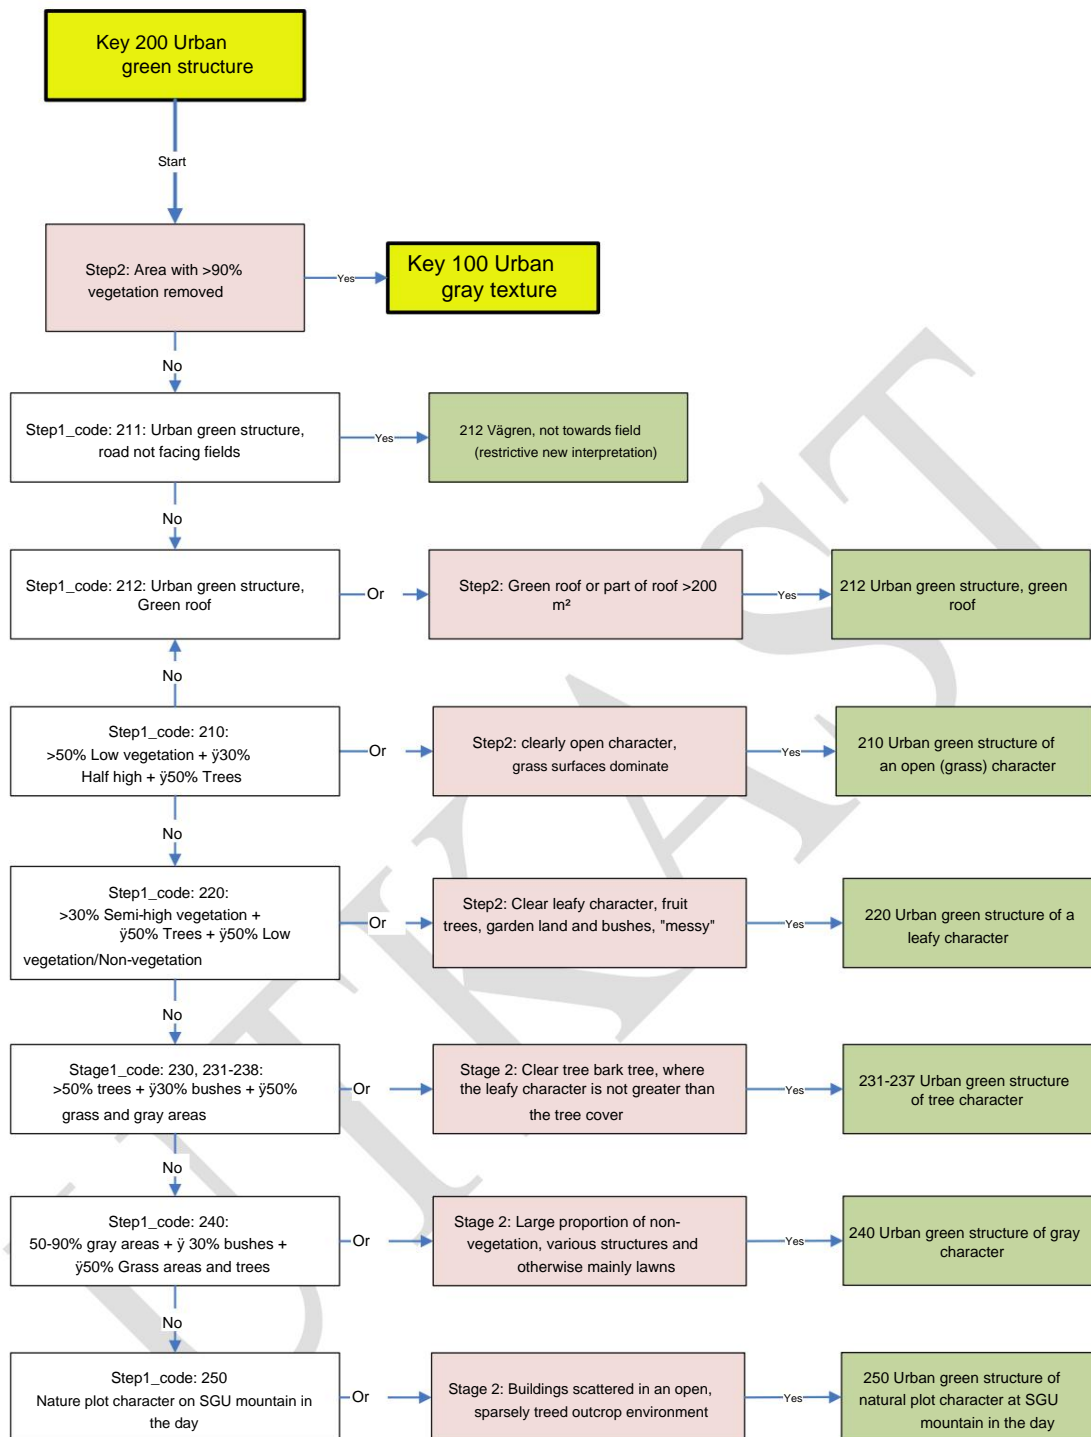 Key 200 Urban
green structure
Start
Step2: Area with >90%
vegetation removed
Yes
Key 100 Urban
gray texture
No
Step1_code: 211: Urban green structure,
road not facing fields
Yes
212 Vägren, not towards field
(restrictive new interpretation)
No
Step1_code: 212: Urban green structure,
Green roof
Or
Step2: Green roof or part of roof >200
m²
Yes
212 Urban green structure, green
roof
No
Step1_code: 210:
>50% Low vegetation + ÿ30%
Half high + ÿ50% Trees
Or
Step2: clearly open character,
grass surfaces dominate
Yes
210 Urban green structure of
an open (grass) character
No
Step1_code: 220:
>30% Semi-high vegetation +
ÿ50% Trees + ÿ50% Low
vegetation/Non-vegetation
Or
Step2: Clear leafy character, fruit
trees, garden land and bushes, "messy"
Yes
220 Urban green structure of a
leafy character
No
Stage1_code: 230, 231-238:
>50% trees + ÿ30% bushes + ÿ50%
grass and gray areas
Or
Stage 2: Clear tree bark tree, where
the leafy character is not greater than
the tree cover
Yes
231-237 Urban green structure
of tree character
No
Step1_code: 240:
50-90% gray areas + ÿ 30% bushes +
ÿ50% Grass areas and trees
Or
Stage 2: Large proportion of non-
vegetation, various structures and
otherwise mainly lawns
Yes
240 Urban green structure of gray
character
No
Step1_code: 250
Nature plot character on SGU mountain in
the day
Or
Stage 2: Buildings scattered in an open,
sparsely treed outcrop environment
Yes
250 Urban green structure of
natural plot character at SGU
mountain in the day
UTKAST